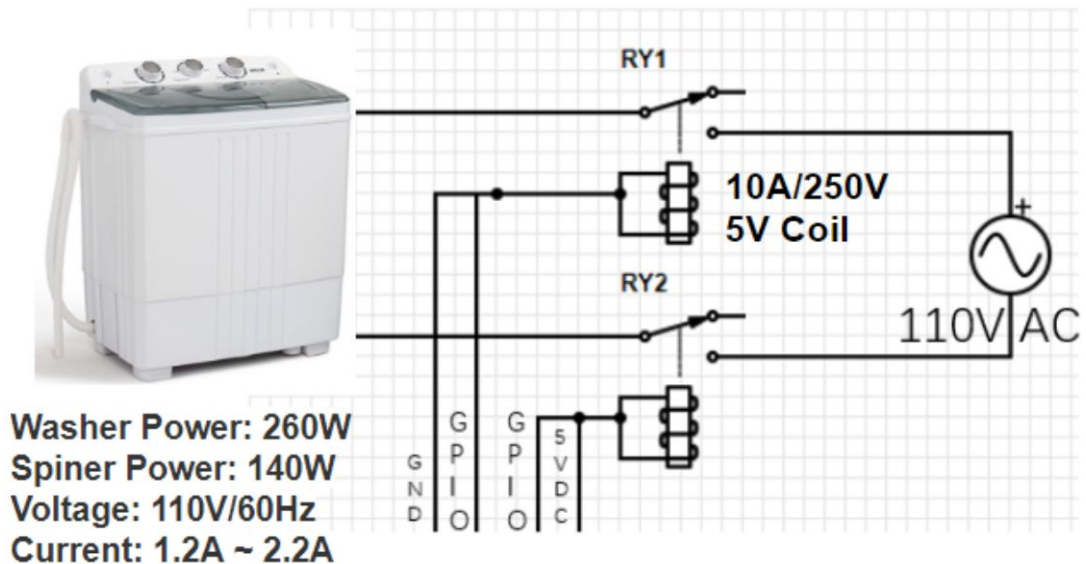 RY1
10A/250V
5V Coil
RY2
110V AC
GND
GPIO
GPIO
5VDC
+
Washer Power: 260W
Spiner Power: 140W
Voltage: 110V/60Hz
Current: 1.2A ~ 2.2A